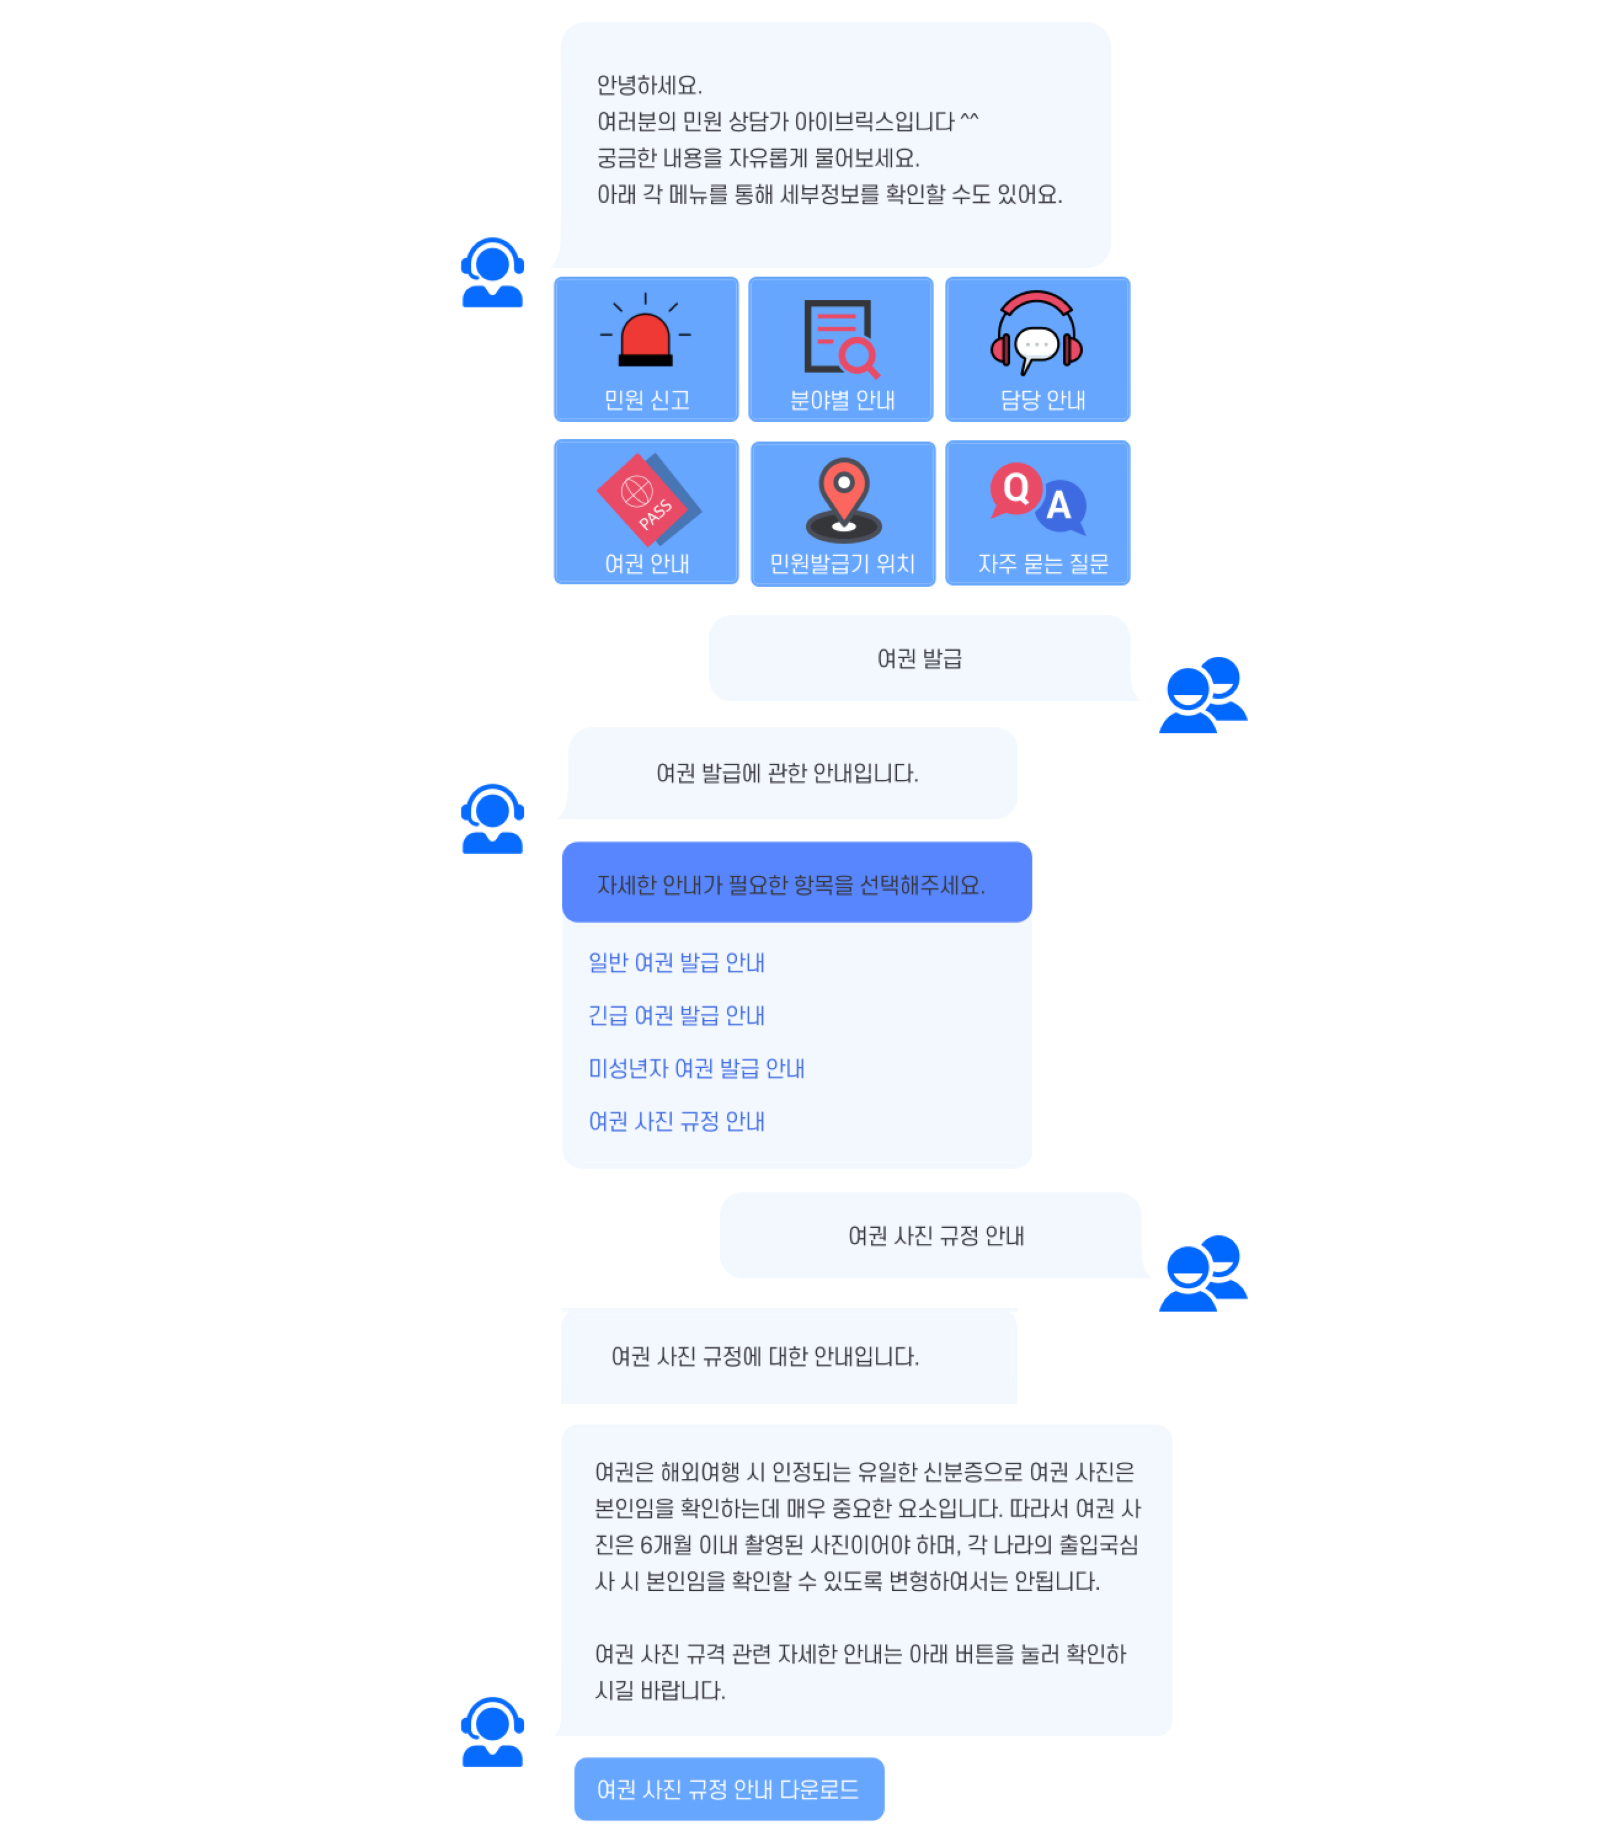 안녕하세요.
여러분의 민원 상담가 아이브릭스입니다 ^^
궁금한 내용을 자유롭게 물어보세요.
아래 각 메뉴를 통해 세부정보를 확인할 수도 있어요.
민원 신고
분야별 안내
담당 안내
PASS
여권 안내
민원발급기 위치
Q A
자주 묻는 질문
여권 발급
여권 발급에 관한 안내입니다.
자세한 안내가 필요한 항목을 선택해주세요.
일반 여권 발급 안내
긴급 여권 발급 안내
미성년자 여권 발급 안내
여권 사진 규정 안내
여권 사진 규정 안내
여권 사진 규정에 대한 안내입니다.
여권은 해외여행 시 인정되는 유일한 신분증으로 여권 사진은
본인임을 확인하는데 매우 중요한 요소입니다. 따라서 여권 사
진은 6개월 이내 촬영된 사진이어야 하며, 각 나라의 출입국심
사 시 본인임을 확인할 수 있도록 변형하여서는 안됩니다.
여권 사진 규격 관련 자세한 안내는 아래 버튼을 눌러 확인하
시길 바랍니다.
여권 사진 규정 안내 다운로드